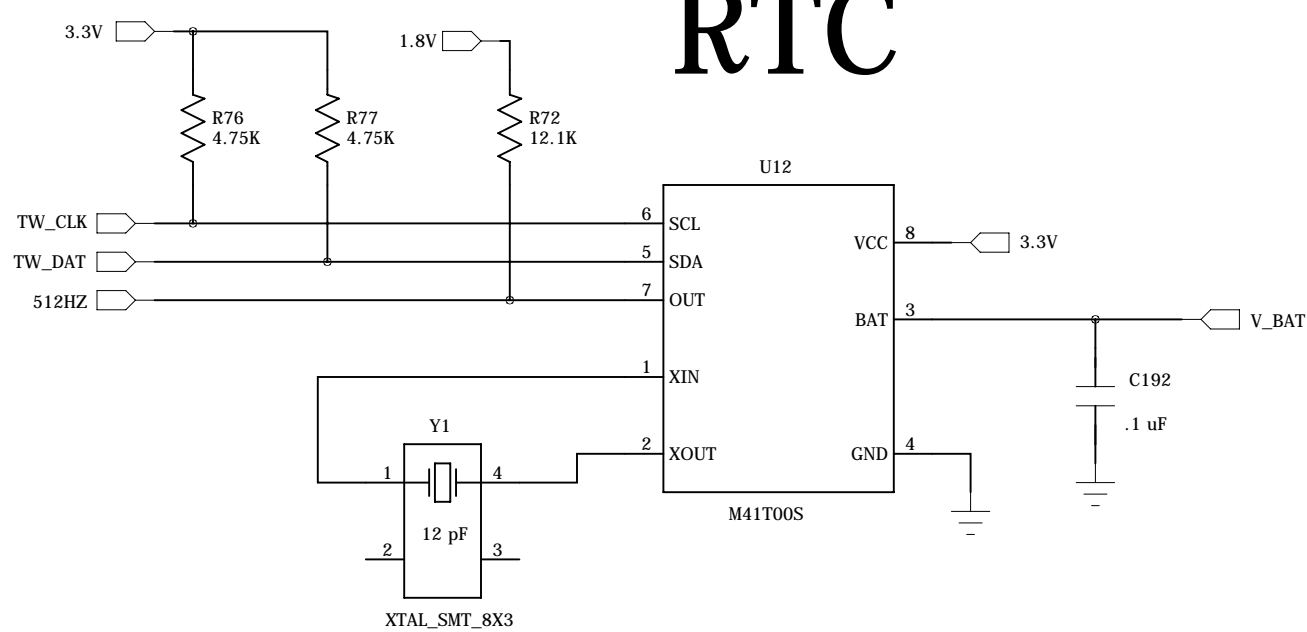 RTC
3.3V
1.8V
R76
4.75K
R77
4.75K
R72
12.1K
U12
TW_CLK
6
SCL
VCC
8
3.3V
TW_DAT
5
SDA
512HZ
7
OUT
BAT
3
V_BAT
1
XIN
C192
.1 uF
Y1
2
XOUT
GND
4
1
4
M41T00S
12 pF
2
3
XTAL_SMT_8X3